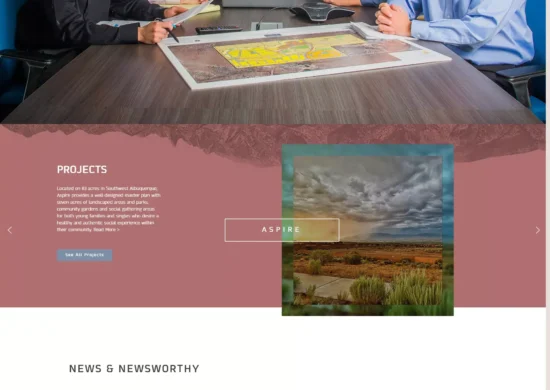 PROJECTS
Located on 60 acres in Southwest Albuquerque,
Aspire provides a well-designed master plan with
seven acres of landscaped areas and parks,
community gardens and social gathering areas
for both young families and singles who desire a
healthy and authentic social experience within
their community. Read More >
ASPIRE
See All Projects
NEWS & NEWSWORTHY